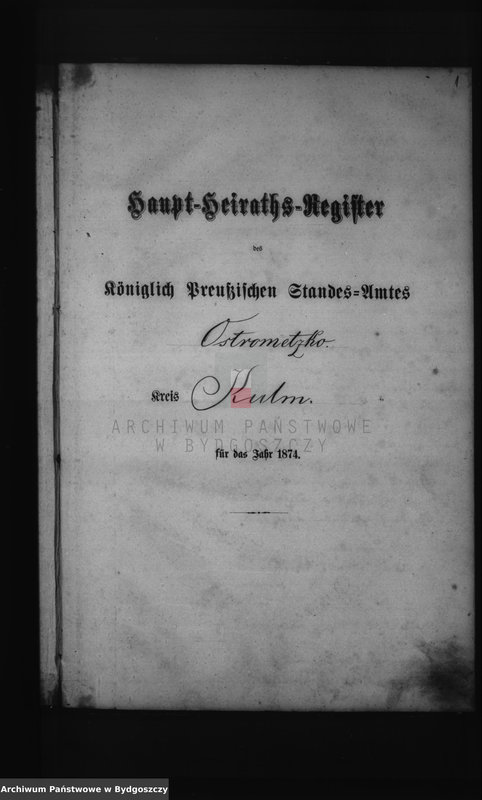 1
Haupt-Heiraths-Register
des
Königlich Preußischen Standes-Amtes
Ostrometzko.
Kreis Kulm.
ARCHIWUM PAŃSTWOWE
W BYDGOSZCZY
für das Jahr 1874.
Archiwum Państwowe w Bydgoszczy